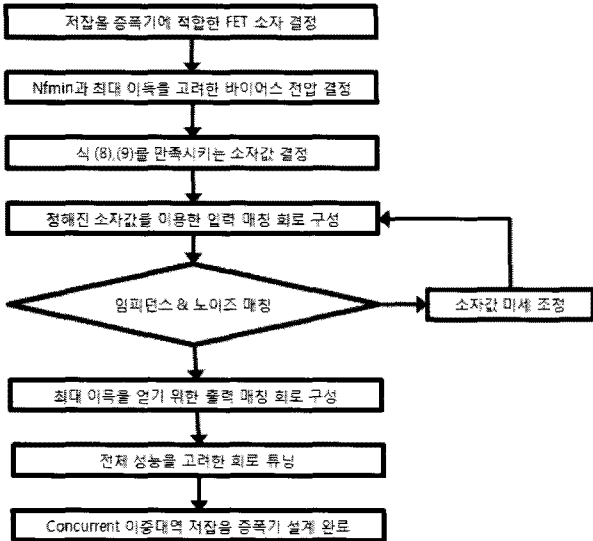 저잡음 증폭기에 적합한 FET 소자 결정
Nfmin과 최대 이득을 고려한 바이어스 전압 결정
식 (8),(9)를 만족시키는 소자값 결정
정해진 소자값을 이용한 입력 매칭 회로 구성
임피던스 & 노이즈 매칭
소자값 미세 조정
최대 이득을 얻기 위한 출력 매칭 회로 구성
전체 성능을 고려한 회로 튜닝
Concurrent 이중대역 저잡음 증폭기 설계 완료